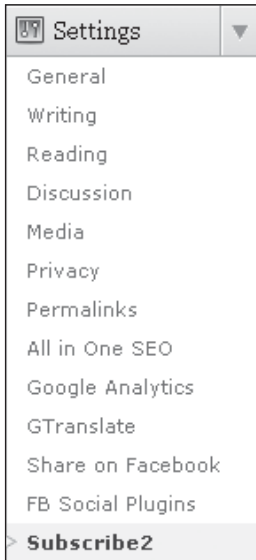 Settings
General
Writing
Reading
Discussion
Media
Privacy
Permalinks
All in One SEO
Google Analytics
GTranslate
Share on Facebook
FB Social Plugins
Subscribe2